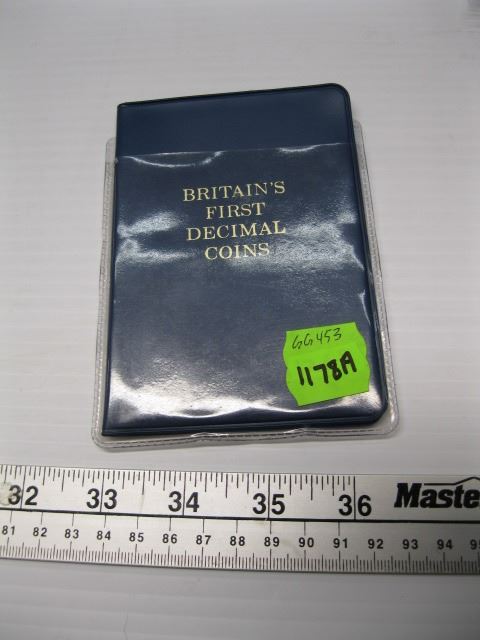 BRITAIN'S
FIRST
DECIMAL
COINS
GG453
1178A
32 33 34 35 36 Maste
81 82 83 84 85 86 87 88 89 90 91 92 93 94